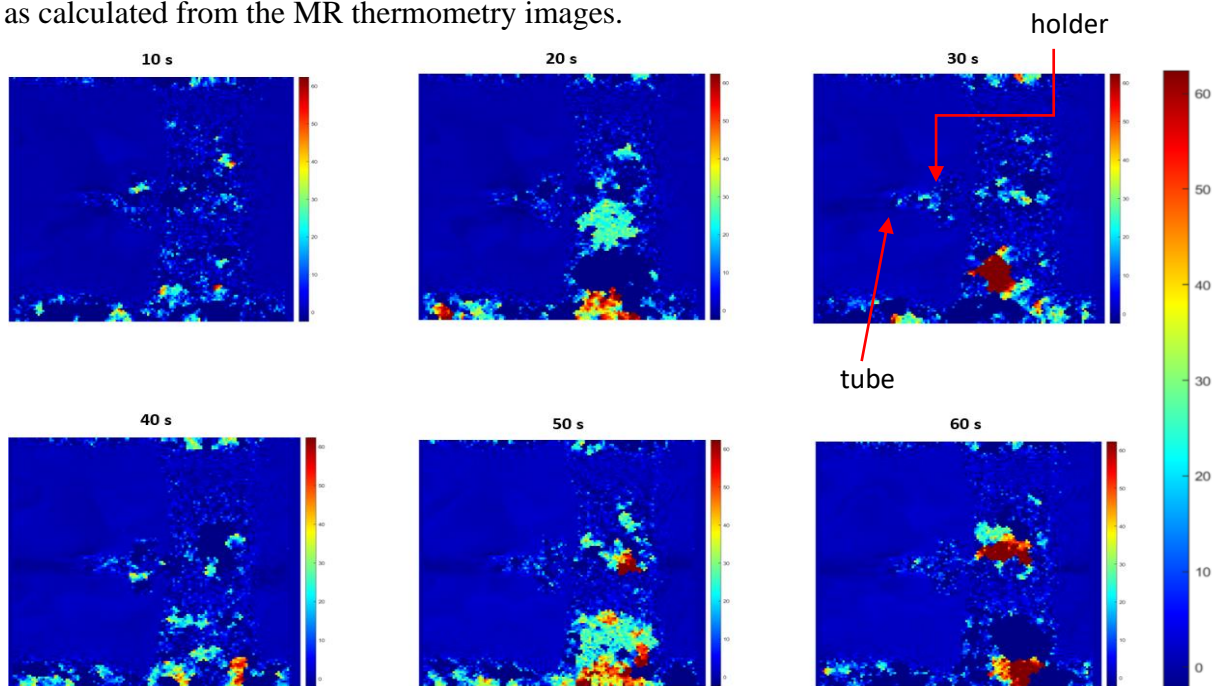 as calculated from the MR thermometry images.
holder
10 s
20 s
30 s
60
50
40
30
20
10
0
tube
40 s
50 s
60 s